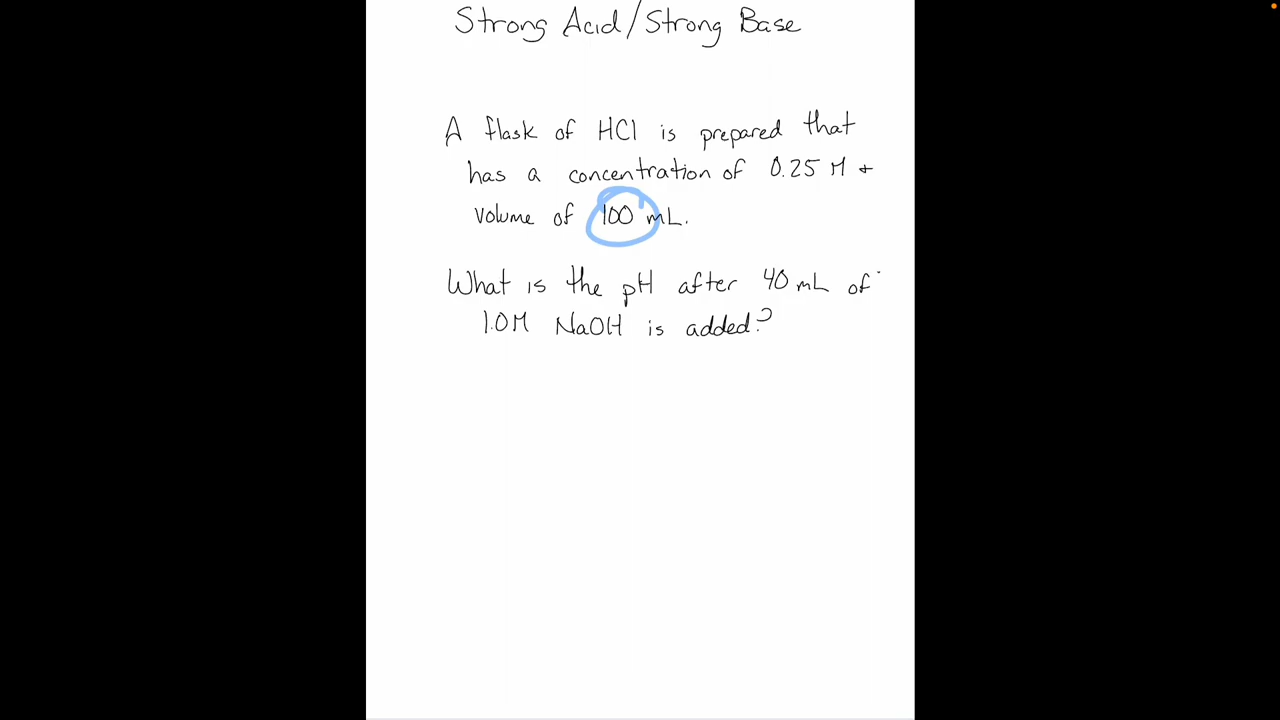 Strong Acid/Strong Base
A flask of HCl is prepared that
has a concentration of 0.25 M +
volume of 100 mL.
What is the pH after 40 mL of
1.0M NaOH is added?